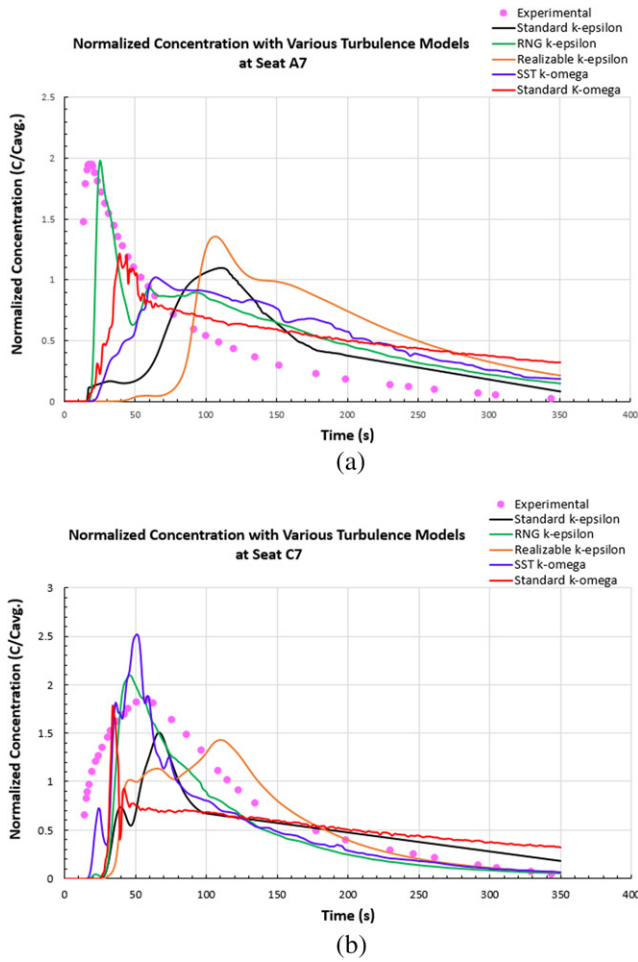 Experimental
Standard k-epsilon
RNG k-epsilon
Realizable k-epsilon
SST k-omega
Standard K-omega
Normalized Concentration with Various Turbulence Models
at Seat A7
Normalized Concentration (C/Cavg.)
2.5
2
1.5
1
0.5
0
0 50 100 150 200 250 300 350 400
Time (s)
(a)
Experimental
Standard k-epsilon
RNG k-epsilon
Realizable k-epsilon
SST k-omega
Standard k-omega
Normalized Concentration with Various Turbulence Models
at Seat C7
Normalized Concentration (C/Cavg.)
3
2.5
2
1.5
1
0.5
0
0 50 100 150 200 250 300 350 400
Time (s)
(b)